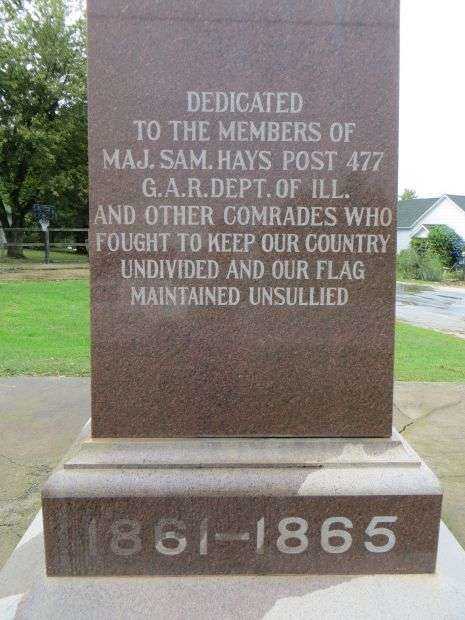 DEDICATED
TO THE MEMBERS OF
MAJ. SAM. HAYS POST 477
G.A.R. DEPT. OF ILL.
AND OTHER COMRADES WHO
FOUGHT TO KEEP OUR COUNTRY
UNDIVIDED AND OUR FLAG
MAINTAINED UNSULLIED
1861-1865